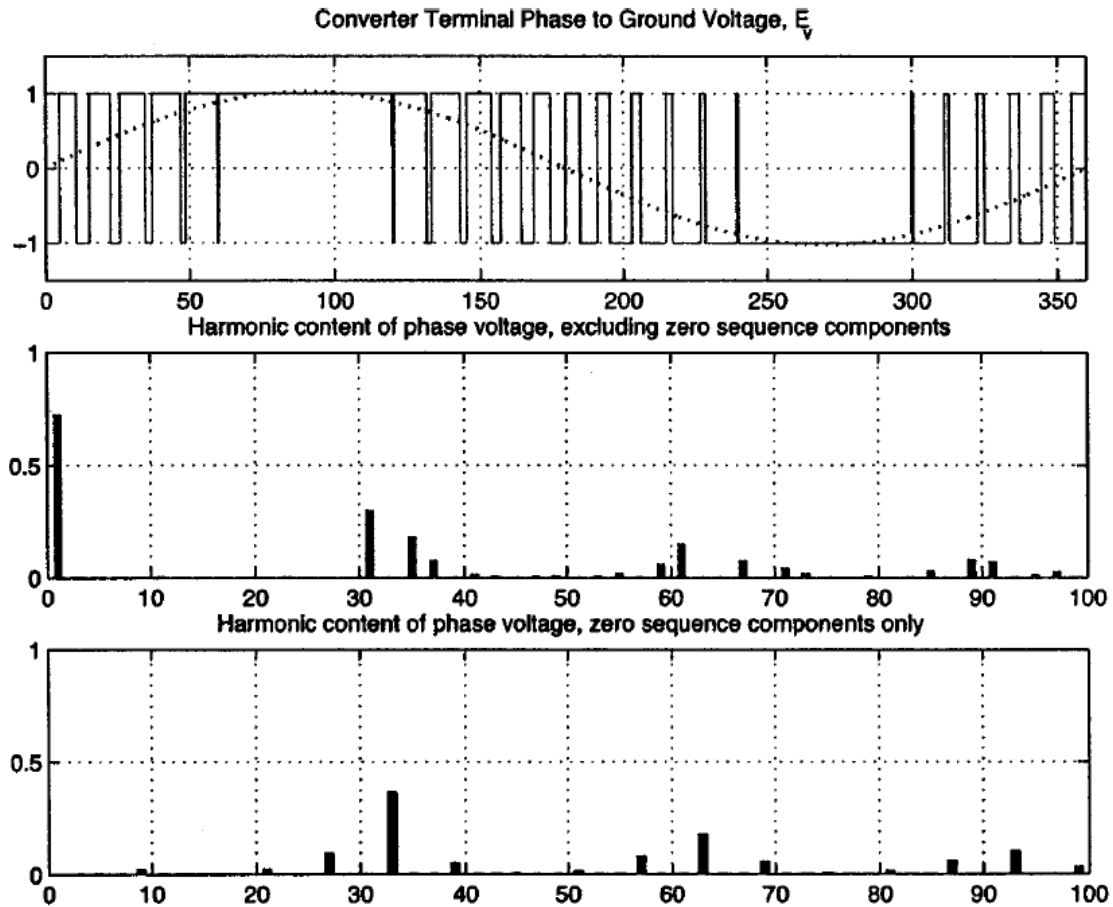 Converter Terminal Phase to Ground Voltage, E_v
1
0
−1
0 50 100 150 200 250 300 350
Harmonic content of phase voltage, excluding zero sequence components
1
0.5
0
0 10 20 30 40 50 60 70 80 90 100
Harmonic content of phase voltage, zero sequence components only
1
0.5
0
0 10 20 30 40 50 60 70 80 90 100